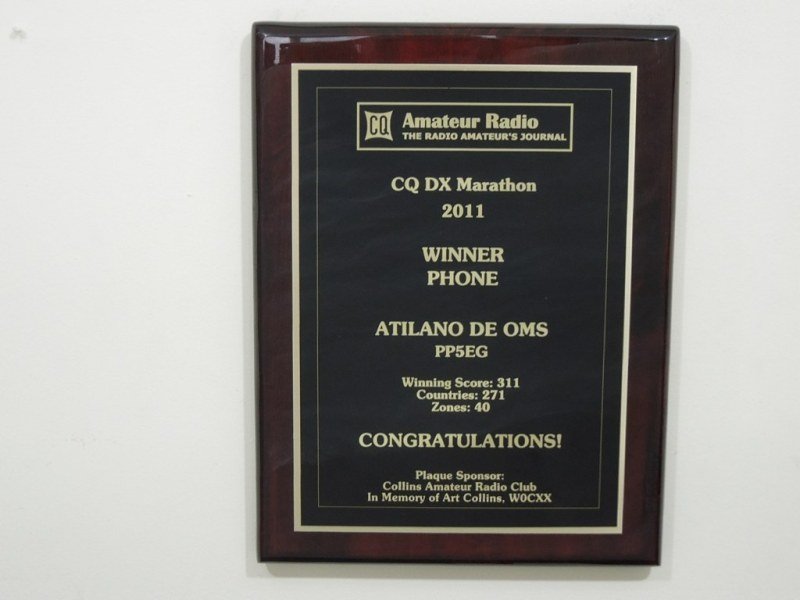 CQ Amateur Radio
THE RADIO AMATEUR'S JOURNAL
CQ DX Marathon
2011
WINNER
PHONE
ATILANO DE OMS
PP5EG
Winning Score: 311
Countries: 271
Zones: 40
CONGRATULATIONS!
Plaque Sponsor:
Collins Amateur Radio Club
In Memory of Art Collins, W0CXX